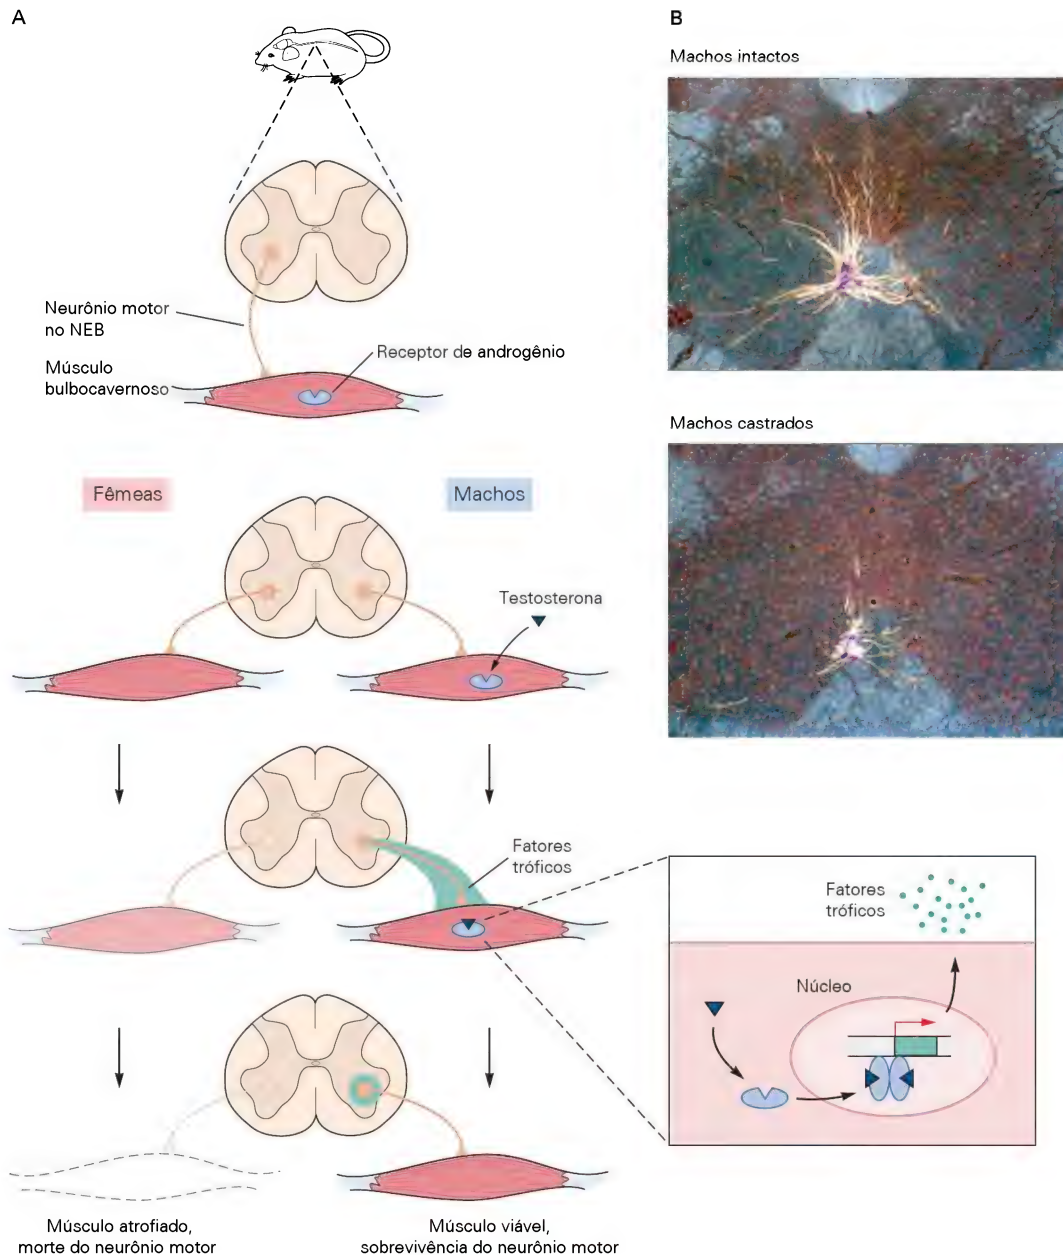 A
Neurônio motor
no NEB
Músculo
bulbocavernoso
Receptor de androgênio
Fêmeas
Machos
Testosterona
Fatores
tróficos
Músculo atrofiado,
morte do neurônio motor
Músculo viável,
sobrevivência do neurônio motor
B
Machos intactos
Machos castrados
Fatores
tróficos
Núcleo